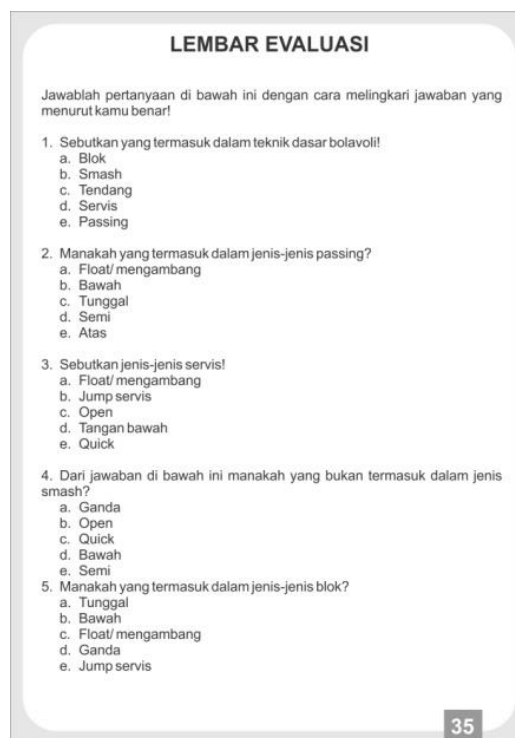 LEMBAR EVALUASI
Jawablah pertanyaan di bawah ini dengan cara melingkari jawaban yang
menurut kamu benar!
1. Sebutkan yang termasuk dalam teknik dasar bolavoli!
a. Blok
b. Smash
c. Tendang
d. Servis
e. Passing
2. Manakah yang termasuk dalam jenis-jenis passing?
a. Float/ mengambang
b. Bawah
c. Tunggal
d. Semi
e. Atas
3. Sebutkan jenis-jenis servis!
a. Float/ mengambang
b. Jump servis
c. Open
d. Tangan bawah
e. Quick
4. Dari jawaban di bawah ini manakah yang bukan termasuk dalam jenis
smash?
a. Ganda
b. Open
c. Quick
d. Bawah
e. Semi
5. Manakah yang termasuk dalam jenis-jenis blok?
a. Tunggal
b. Bawah
c. Float/ mengambang
d. Ganda
e. Jump servis
35